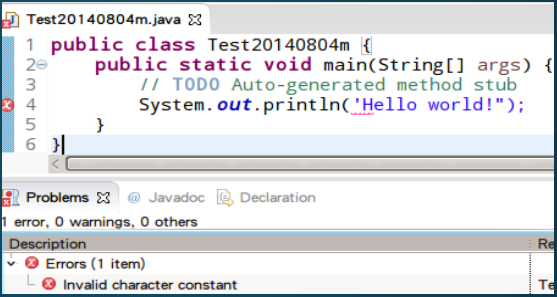 Test20140804m.java
1 public class Test20140804m {
2 public static void main(String[] args) {
3 // TODO Auto-generated method stub
4 System.out.println('Hello world!");
5 }
6 }
Problems @ Javadoc Declaration
1 error, 0 warnings, 0 others
Description Re
Errors (1 item)
Invalid character constant Te